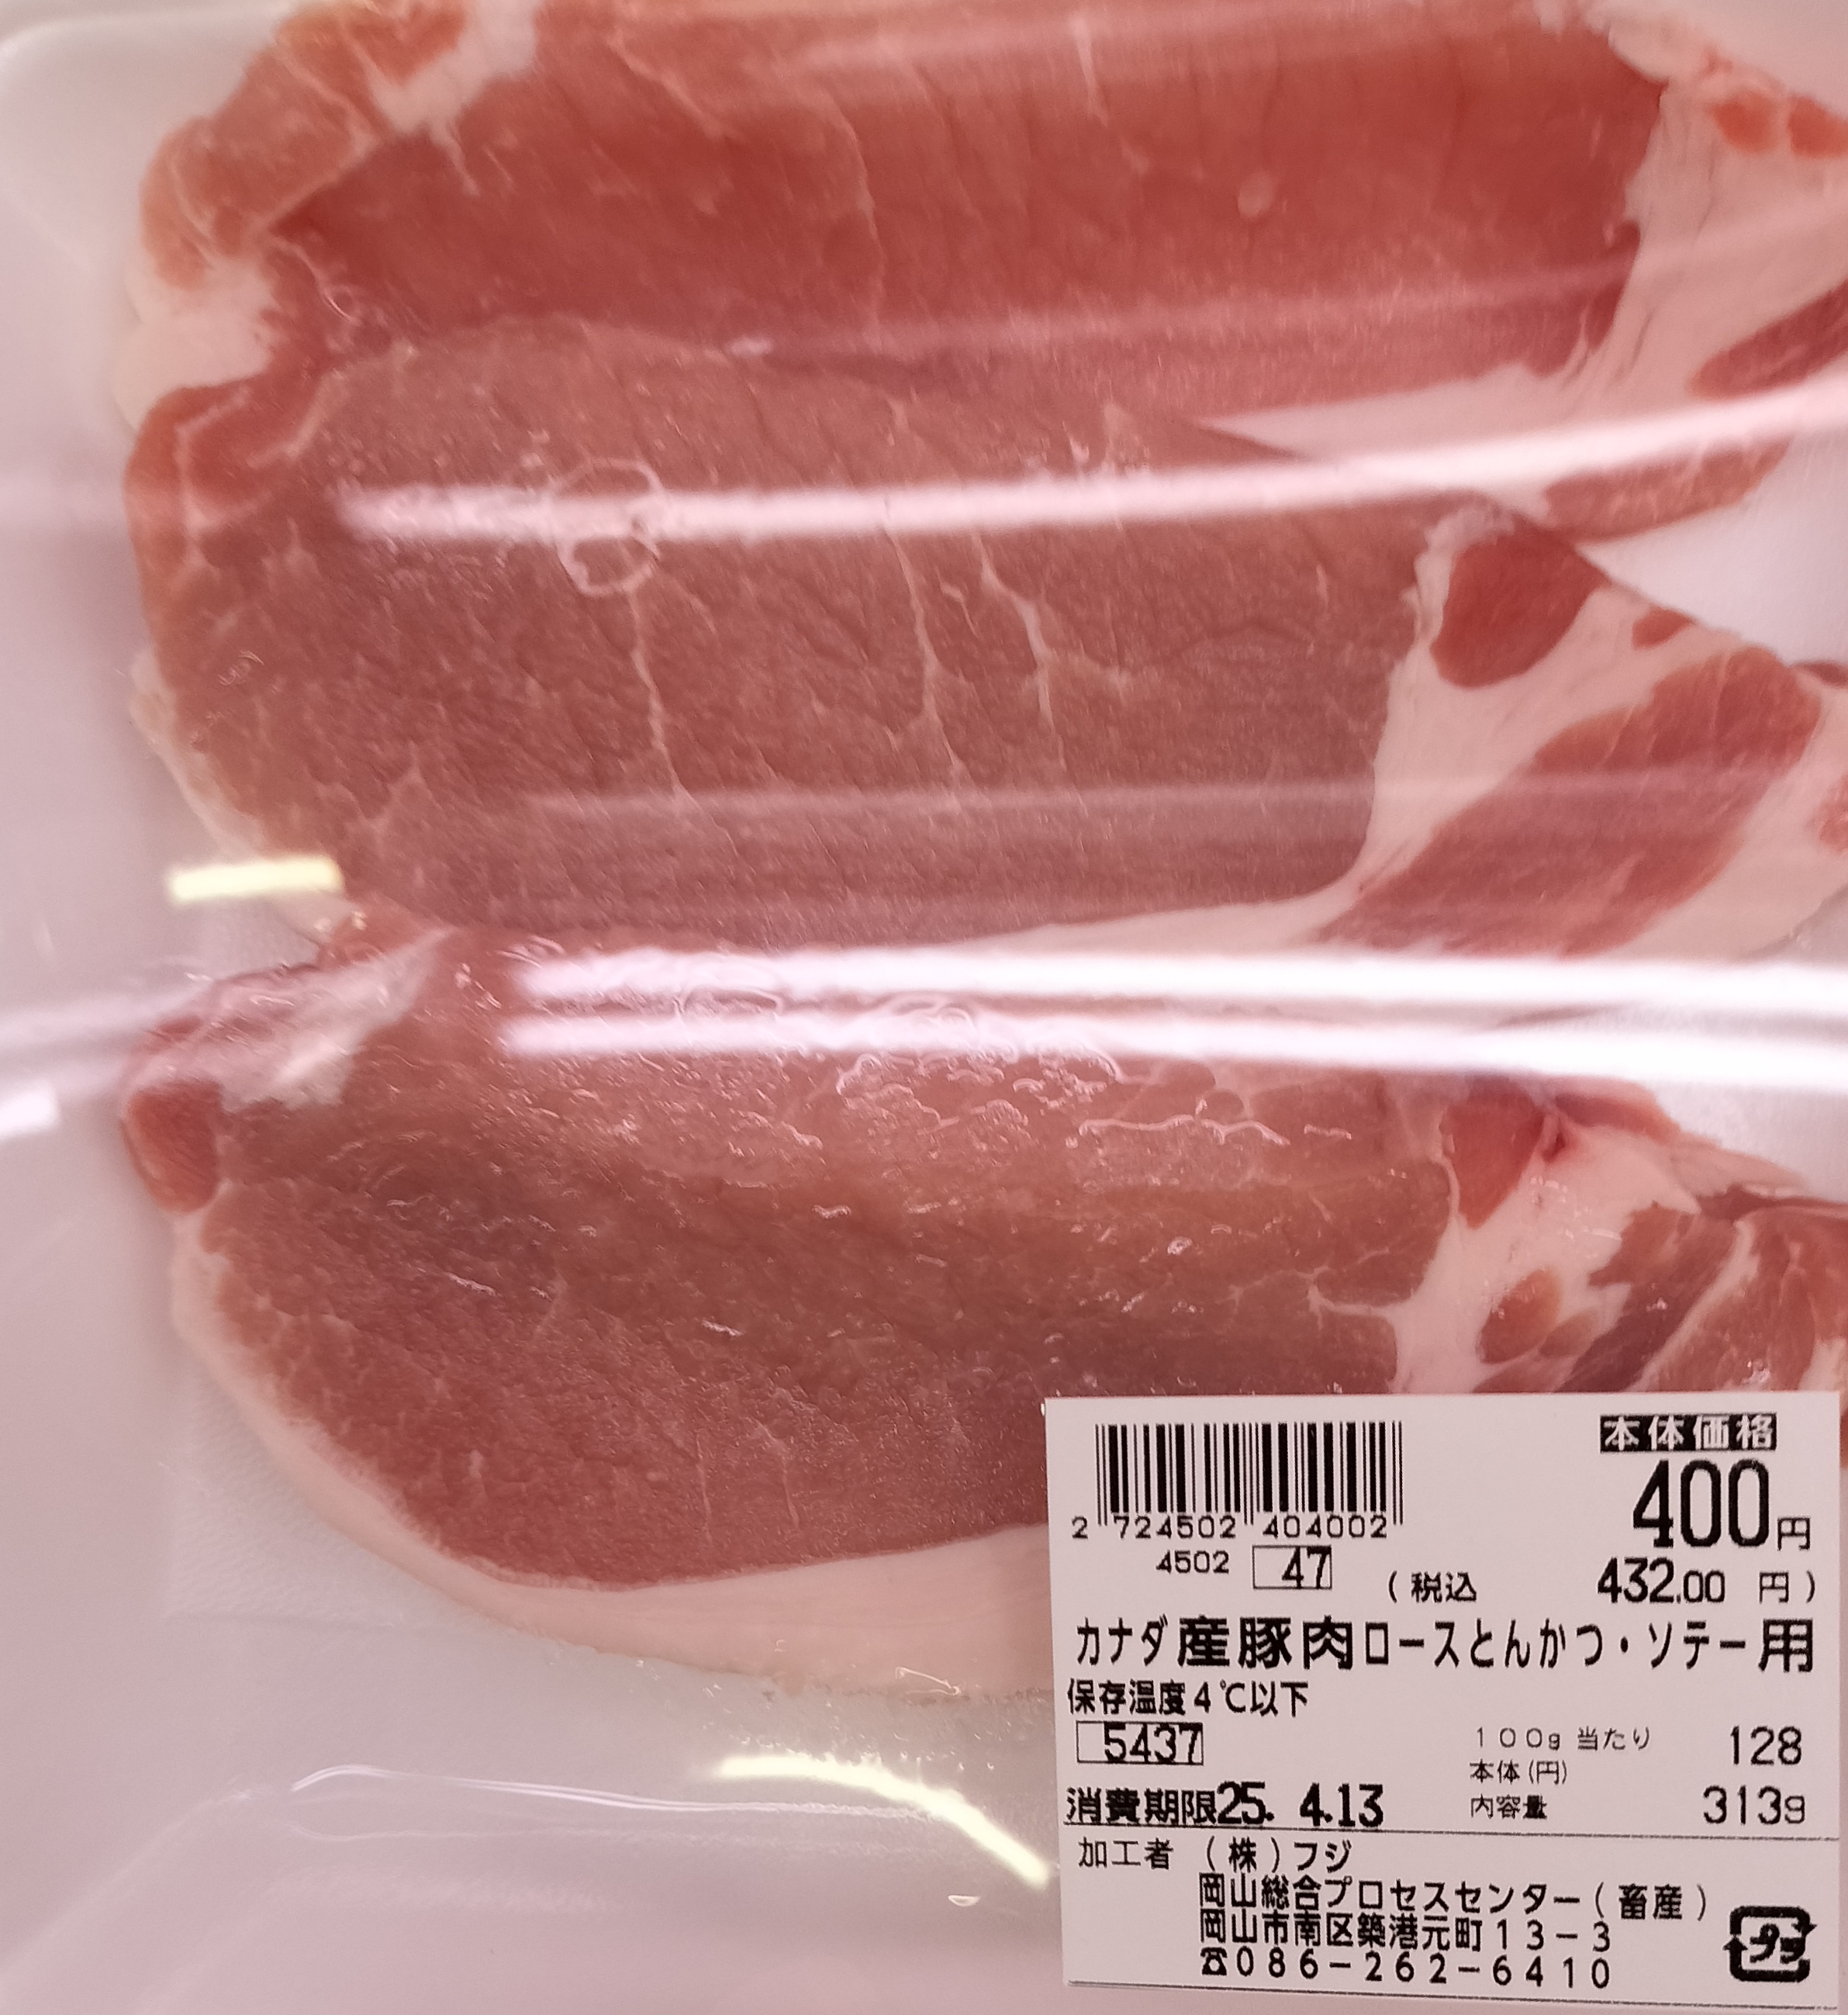 本体価格
400円
2 724502 404002
4502 47
(税込 432.00 円)
カナダ産豚肉ロースとんかつ・ソテー用
保存温度4℃以下
5437
100g当たり 128
本体(円)
消費期限25. 4.13
内容量 313g
加工者 (株)フジ
岡山総合プロセスセンター(畜産)
岡山市南区築港元町13-3
☎086-262-6410
ラップ